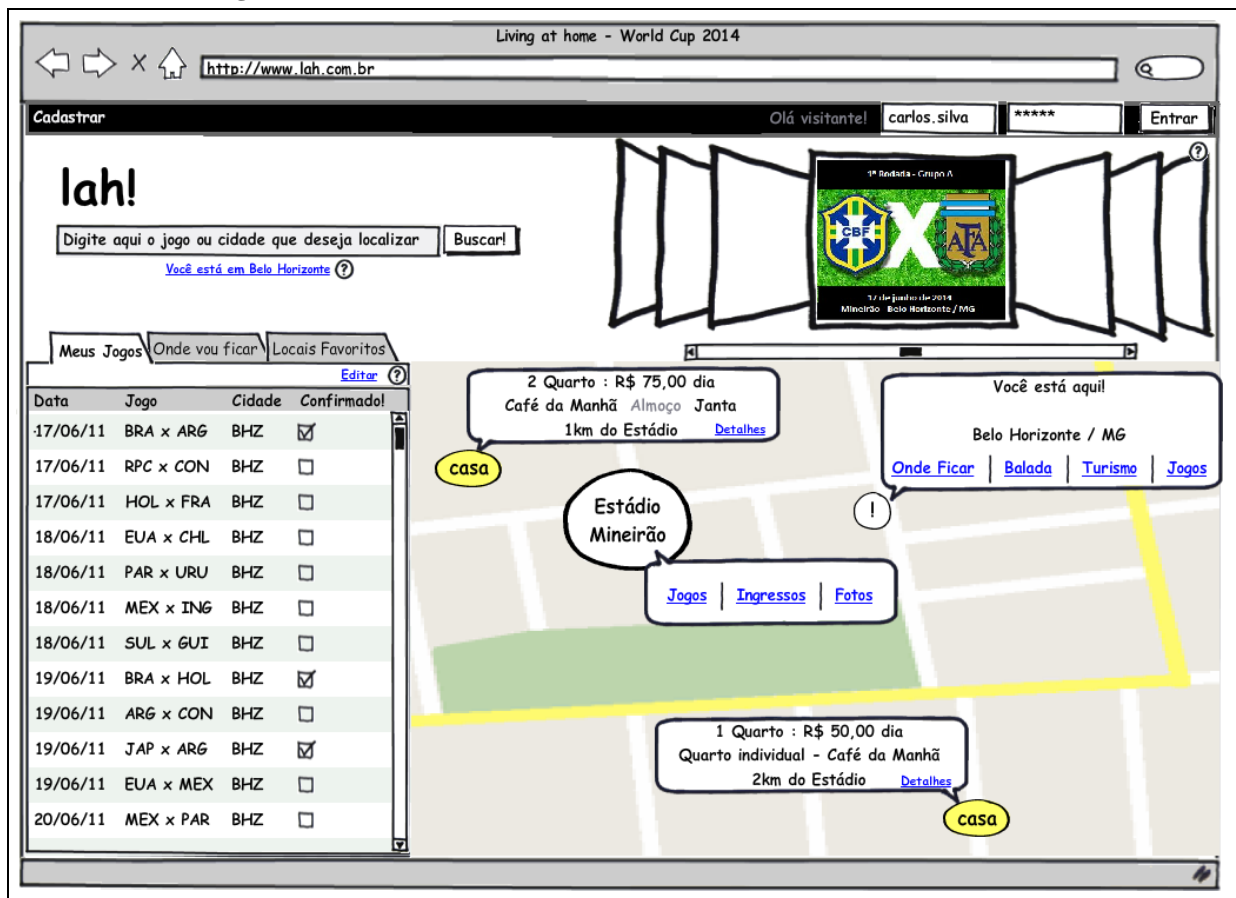 Living at home - World Cup 2014
X
http://www.lah.com.br
Cadastrar Olá visitante! carlos.silva ***** Entrar
?
lah!
Digite aqui o jogo ou cidade que deseja localizar Buscar!
Você está em Belo Horizonte ?
1ª Rodada - Grupo A
CBF X AFA
17 de junho de 2014
Mineirão - Belo Horizonte / MG
Meus Jogos Onde vou ficar Locais Favoritos
Editar ?
Data Jogo Cidade Confirmado!
17/06/11 BRA x ARG BHZ
17/06/11 RPC x CON BHZ
17/06/11 HOL x FRA BHZ
18/06/11 EUA x CHL BHZ
18/06/11 PAR x URU BHZ
18/06/11 MEX x ING BHZ
18/06/11 SUL x GUI BHZ
19/06/11 BRA x HOL BHZ
19/06/11 ARG x CON BHZ
19/06/11 JAP x ARG BHZ
19/06/11 EUA x MEX BHZ
20/06/11 MEX x PAR BHZ
2 Quarto : R$ 75,00 dia
Café da Manhã Almoço Janta
1km do Estádio Detalhes
casa
Você está aqui!
Belo Horizonte / MG
Onde Ficar | Balada | Turismo | Jogos
!
Estádio
Mineirão
Jogos | Ingressos | Fotos
1 Quarto : R$ 50,00 dia
Quarto individual - Café da Manhã
2km do Estádio Detalhes
casa